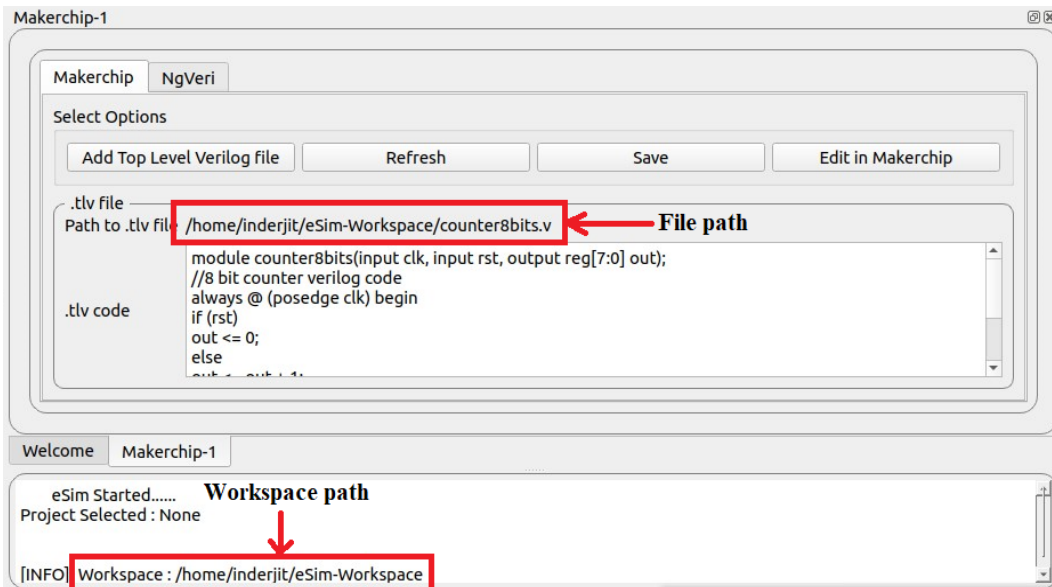 Makerchip-1
Makerchip NgVeri
Select Options
Add Top Level Verilog file Refresh Save Edit in Makerchip
.tlv file
Path to .tlv file /home/inderjit/eSim-Workspace/counter8bits.v File path
module counter8bits(input clk, input rst, output reg[7:0] out);
//8 bit counter verilog code
always @ (posedge clk) begin
.tlv code
if (rst)
out <= 0;
else
out <= out + 1;
Welcome Makerchip-1
eSim Started...... Workspace path
Project Selected : None
[INFO] Workspace : /home/inderjit/eSim-Workspace